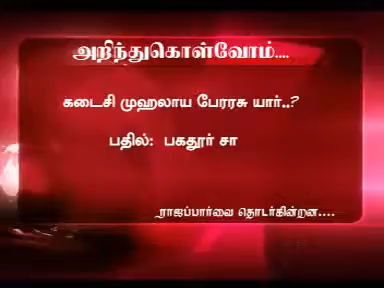 அறிந்துகொள்வோம்....
கடைசி முஹலாய பேரரசு யார்..?
பதில்: பகதூர் சா
ராஜப்பார்வை தொடர்கின்றன....